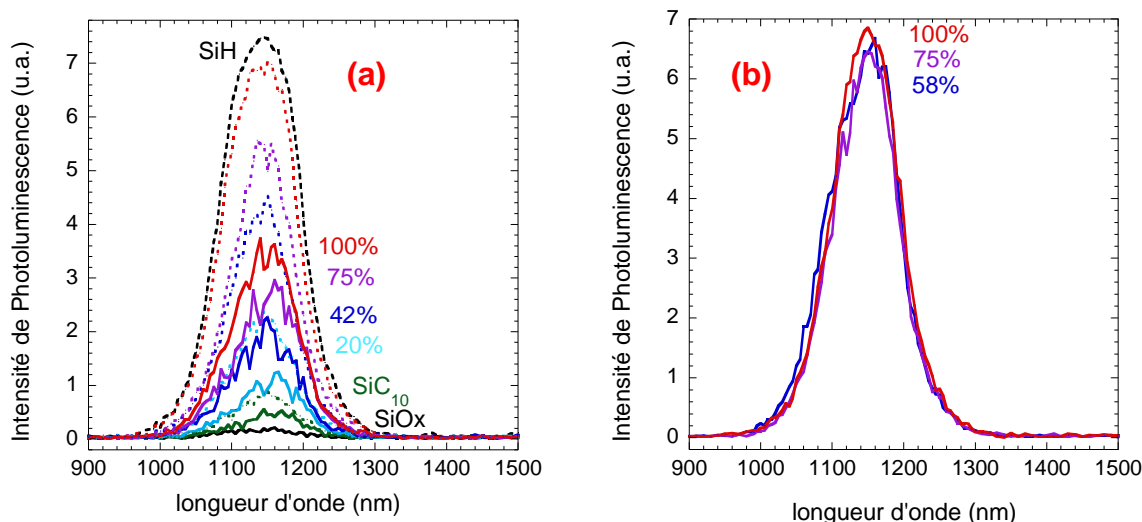 Intensité de Photoluminescence (u.a.)
7
6
5
4
3
2
1
0
SiH
(a)
100%
75%
42%
20%
SiC10
SiOx
900 1000 1100 1200 1300 1400 1500
longueur d'onde (nm)
Intensité de Photoluminescence (u.a.)
7
6
5
4
3
2
1
0
(b)
100%
75%
58%
900 1000 1100 1200 1300 1400 1500
longueur d'onde (nm)